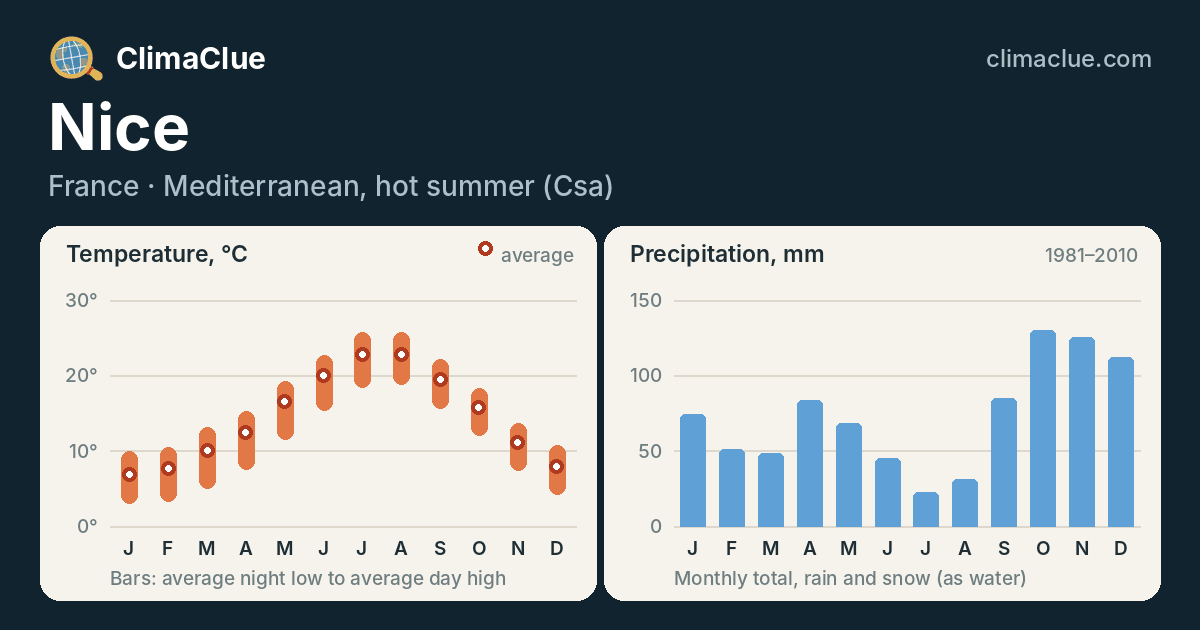 ClimaClue
climaclue.com
Nice
France · Mediterranean, hot summer (Csa)
Temperature, °C
average
30°
20°
10°
0°
J F M A M J J A S O N D
Bars: average night low to average day high
Precipitation, mm
1981–2010
150
100
50
0
J F M A M J J A S O N D
Monthly total, rain and snow (as water)